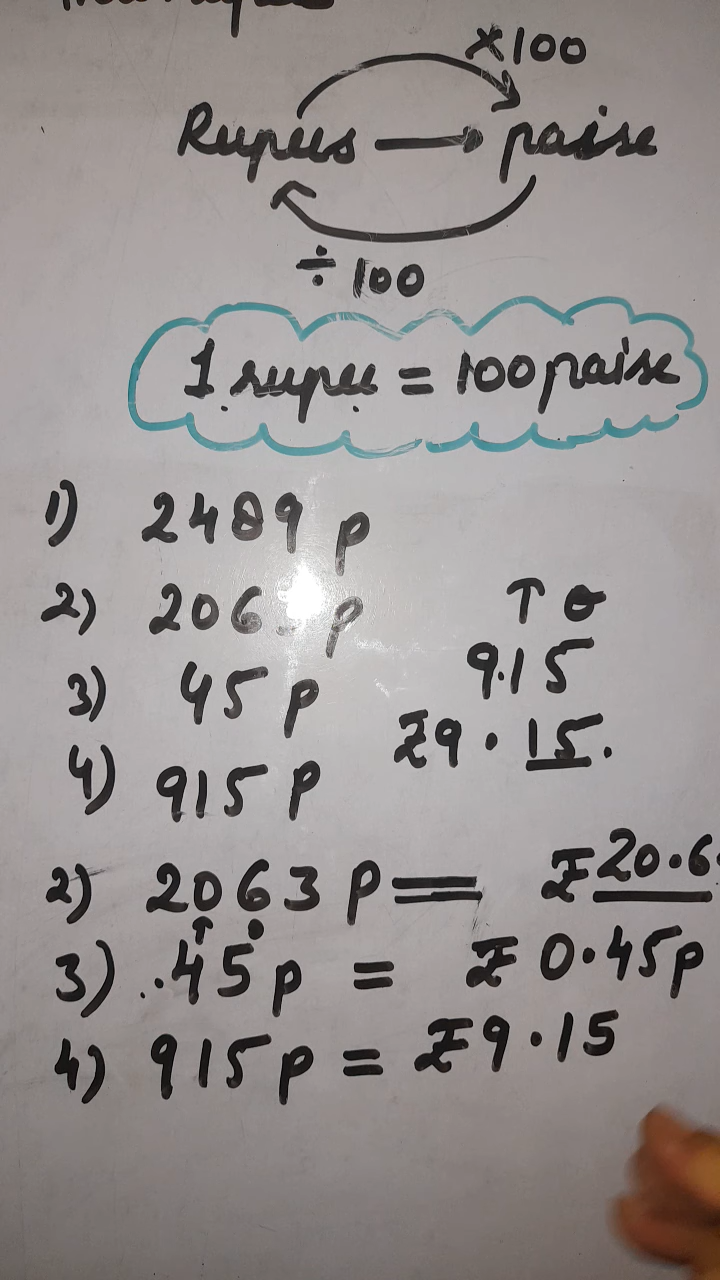 ×100
Rupees → paise
÷ 100
1 rupee = 100 paise
1) 2489 p
2) 206 p
T O
3) 45 p
9.15
4) 915 p
₹9.15.
2) 2063 p = ₹20.6
T O
3) ..45 p = ₹0.45p
4) 915 p = ₹9.15